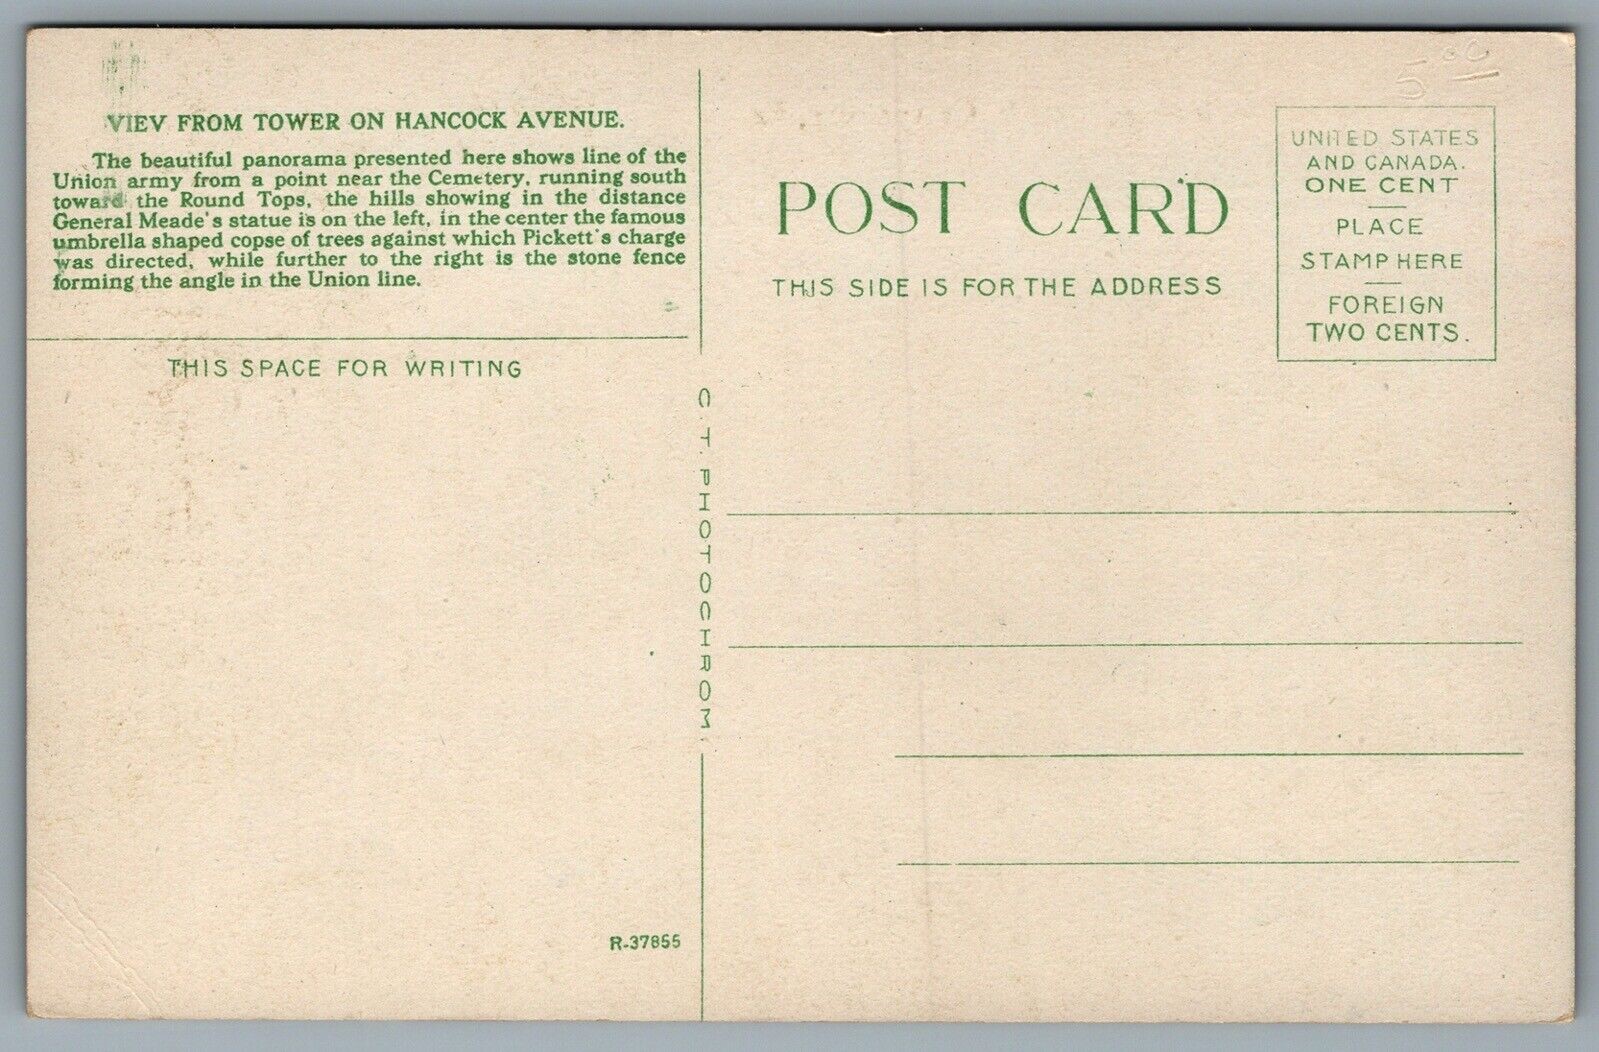 VIEV FROM TOWER ON HANCOCK AVENUE.
The beautiful panorama presented here shows line of the
Union army from a point near the Cemetery, running south
toward the Round Tops, the hills showing in the distance
General Meade's statue is on the left, in the center the famous
umbrella shaped copse of trees against which Pickett's charge
was directed, while further to the right is the stone fence
forming the angle in the Union line.
THIS SPACE FOR WRITING
R-37855
C.T. PHOTOCHROM.
POST CARD
THIS SIDE IS FOR THE ADDRESS
5.00
UNITED STATES
AND CANADA.
ONE CENT
PLACE
STAMP HERE
FOREIGN
TWO CENTS.